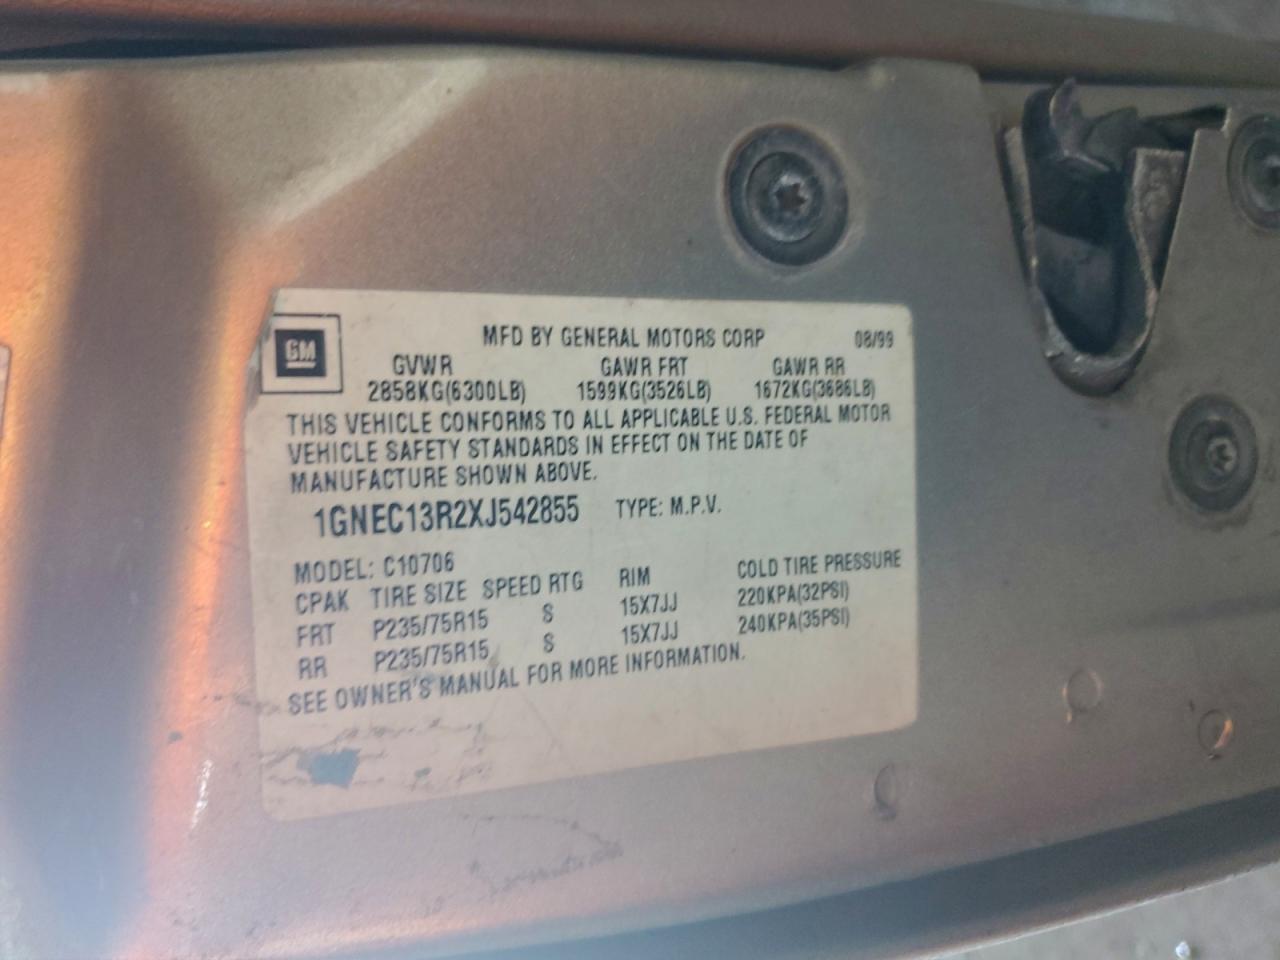 GM
MFD BY GENERAL MOTORS CORP 08/99
GVWR GAWR FRT GAWR RR
2858KG(6300LB) 1599KG(3526LB) 1672KG(3686LB)
THIS VEHICLE CONFORMS TO ALL APPLICABLE U.S. FEDERAL MOTOR
VEHICLE SAFETY STANDARDS IN EFFECT ON THE DATE OF
MANUFACTURE SHOWN ABOVE.
1GNEC13R2XJ542855 TYPE: M.P.V.
MODEL: C10706
CPAK TIRE SIZE SPEED RTG RIM COLD TIRE PRESSURE
FRT P235/75R15 S 15X7JJ 220KPA(32PSI)
RR P235/75R15 S 15X7JJ 240KPA(35PSI)
SEE OWNER'S MANUAL FOR MORE INFORMATION.